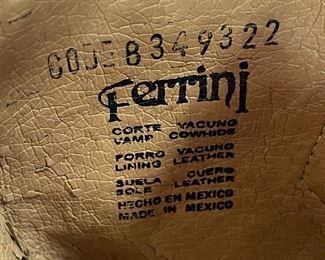 CODE 8349322
Ferrini
CORTE VACUNO
VAMP COWHIDE
FORRO VACUNO
LINING LEATHER
SUELA CUERO
SOLE LEATHER
HECHO EN MEXICO
MADE IN MEXICO